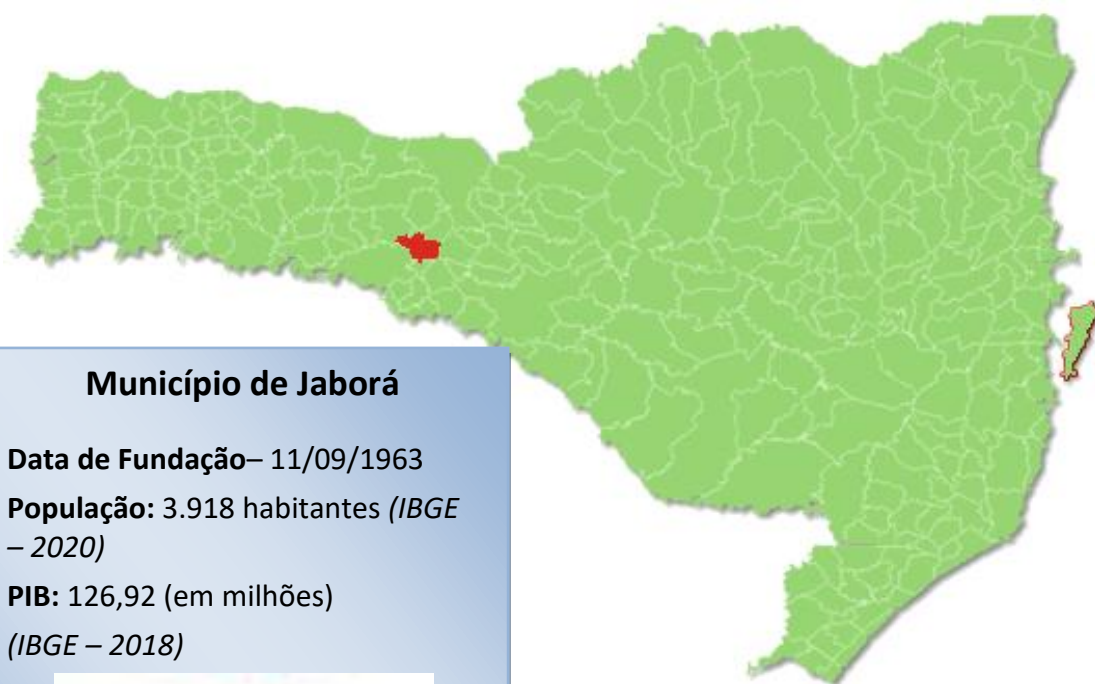 Município de Jaborá
Data de Fundação– 11/09/1963
População: 3.918 habitantes (IBGE
– 2020)
PIB: 126,92 (em milhões)
(IBGE – 2018)